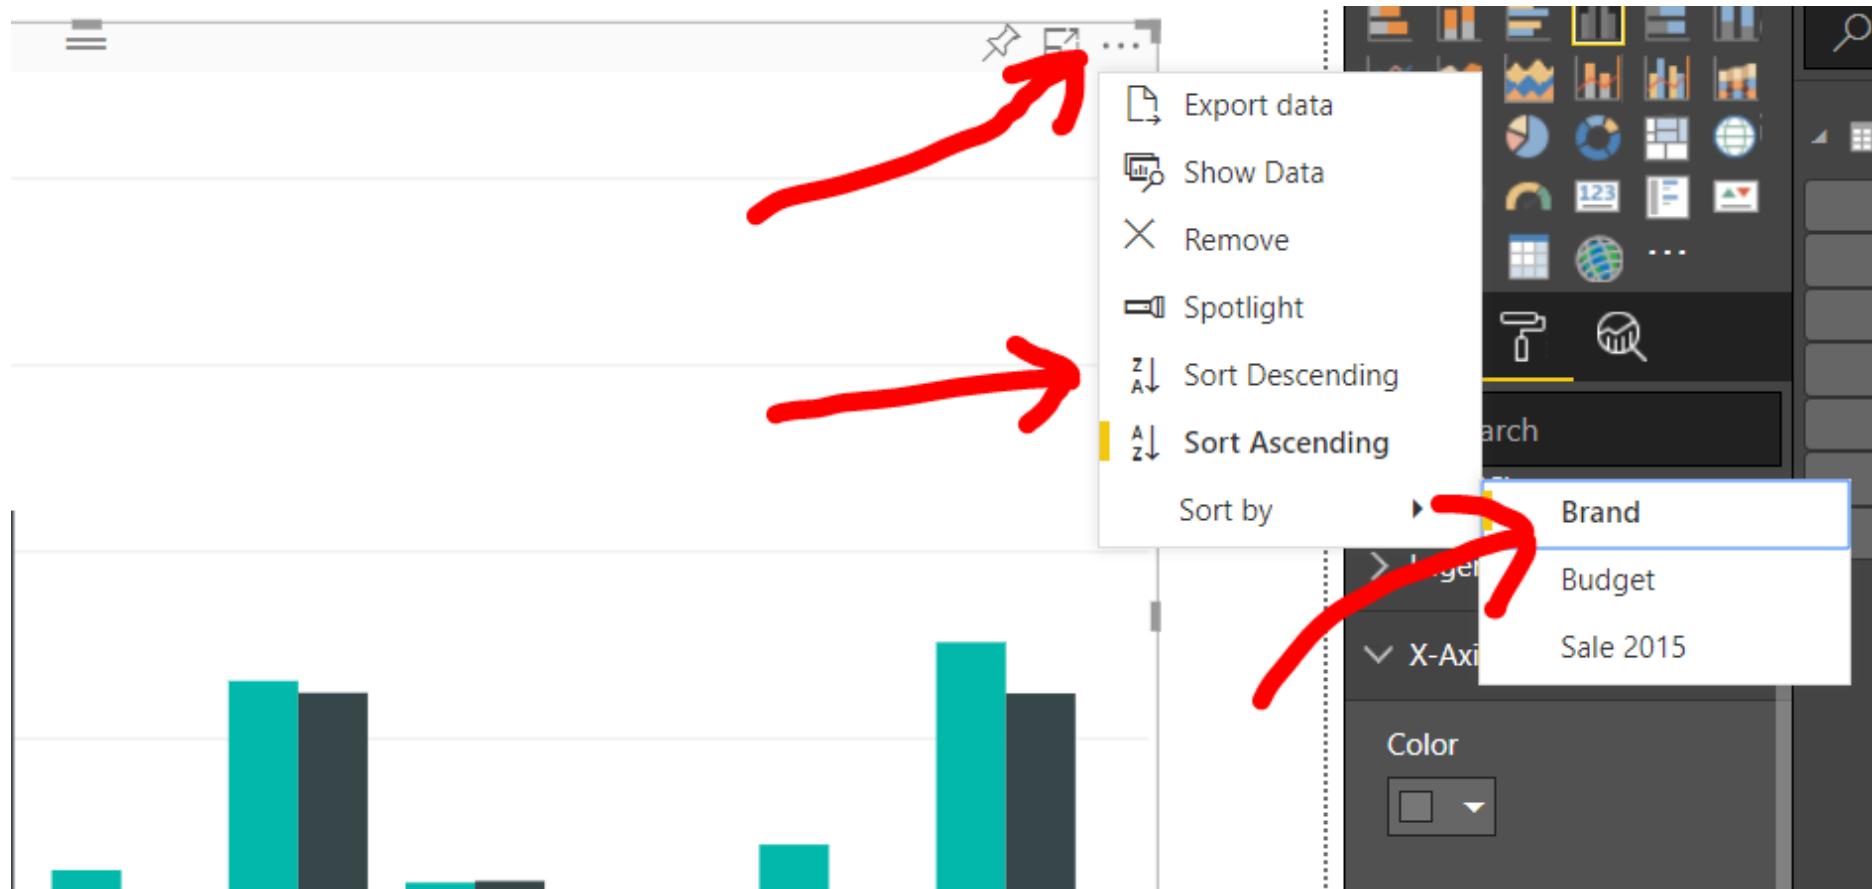 Export data
Show Data
Remove
Spotlight
Sort Descending
Sort Ascending
Sort by
Brand
Budget
Sale 2015
123
arch
X-Axi
Color